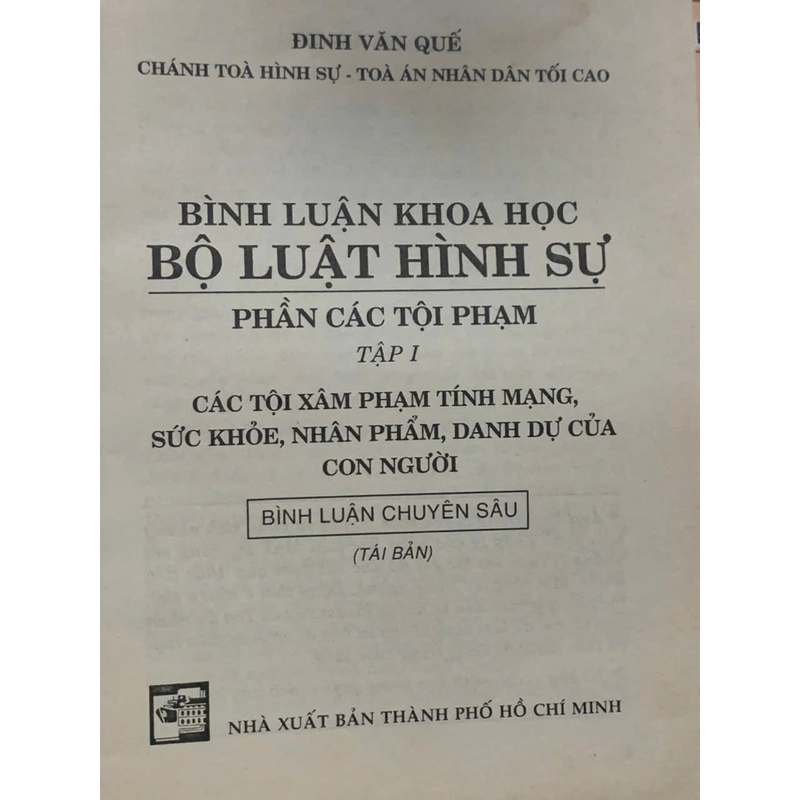 ĐINH VĂN QUẾ
CHÁNH TOÀ HÌNH SỰ - TOÀ ÁN NHÂN DÂN TỐI CAO
BÌNH LUẬN KHOA HỌC
BỘ LUẬT HÌNH SỰ
PHẦN CÁC TỘI PHẠM
TẬP I
CÁC TỘI XÂM PHẠM TÍNH MẠNG,
SỨC KHỎE, NHÂN PHẨM, DANH DỰ CỦA
CON NGƯỜI
BÌNH LUẬN CHUYÊN SÂU
(TÁI BẢN)
NHÀ XUẤT BẢN THÀNH PHỐ HỒ CHÍ MINH